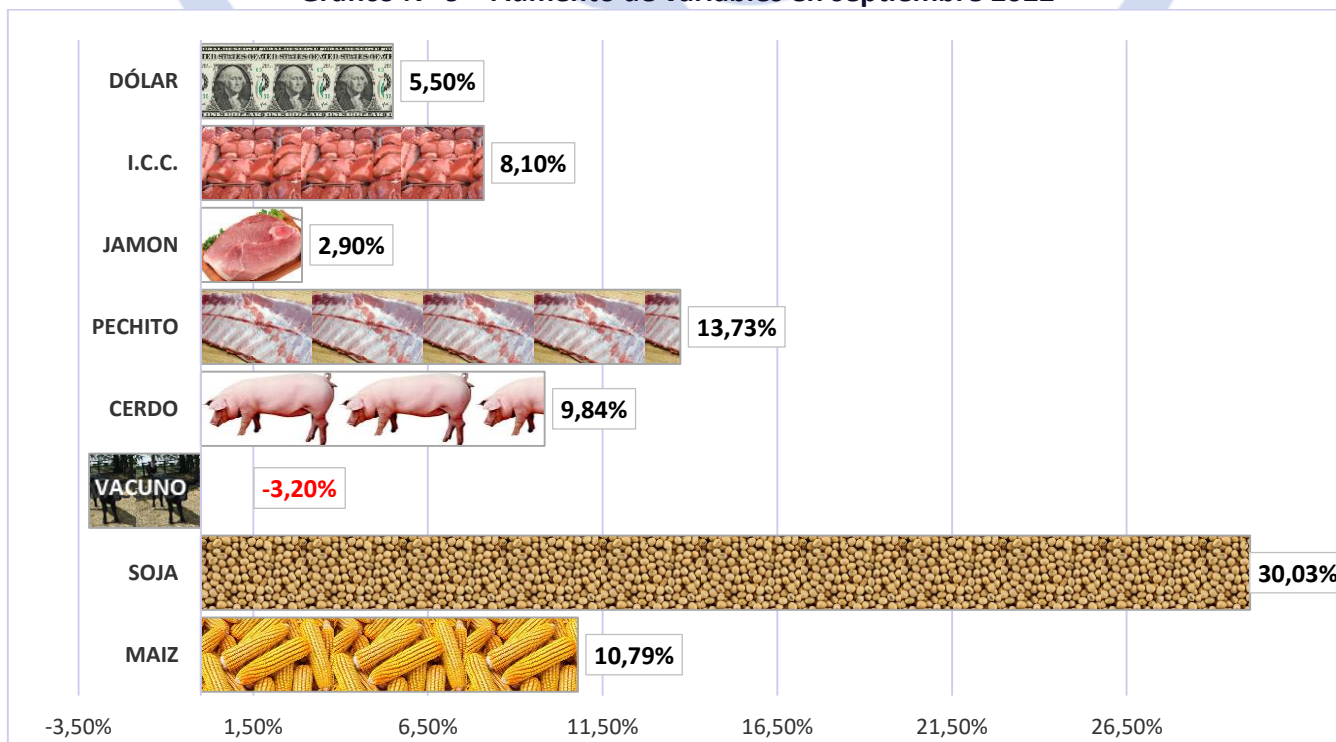 DÓLAR 5,50%
I.C.C. 8,10%
JAMON 2,90%
PECHITO 13,73%
CERDO 9,84%
VACUNO -3,20%
SOJA 30,03%
MAIZ 10,79%
-3,50% 1,50% 6,50% 11,50% 16,50% 21,50% 26,50%